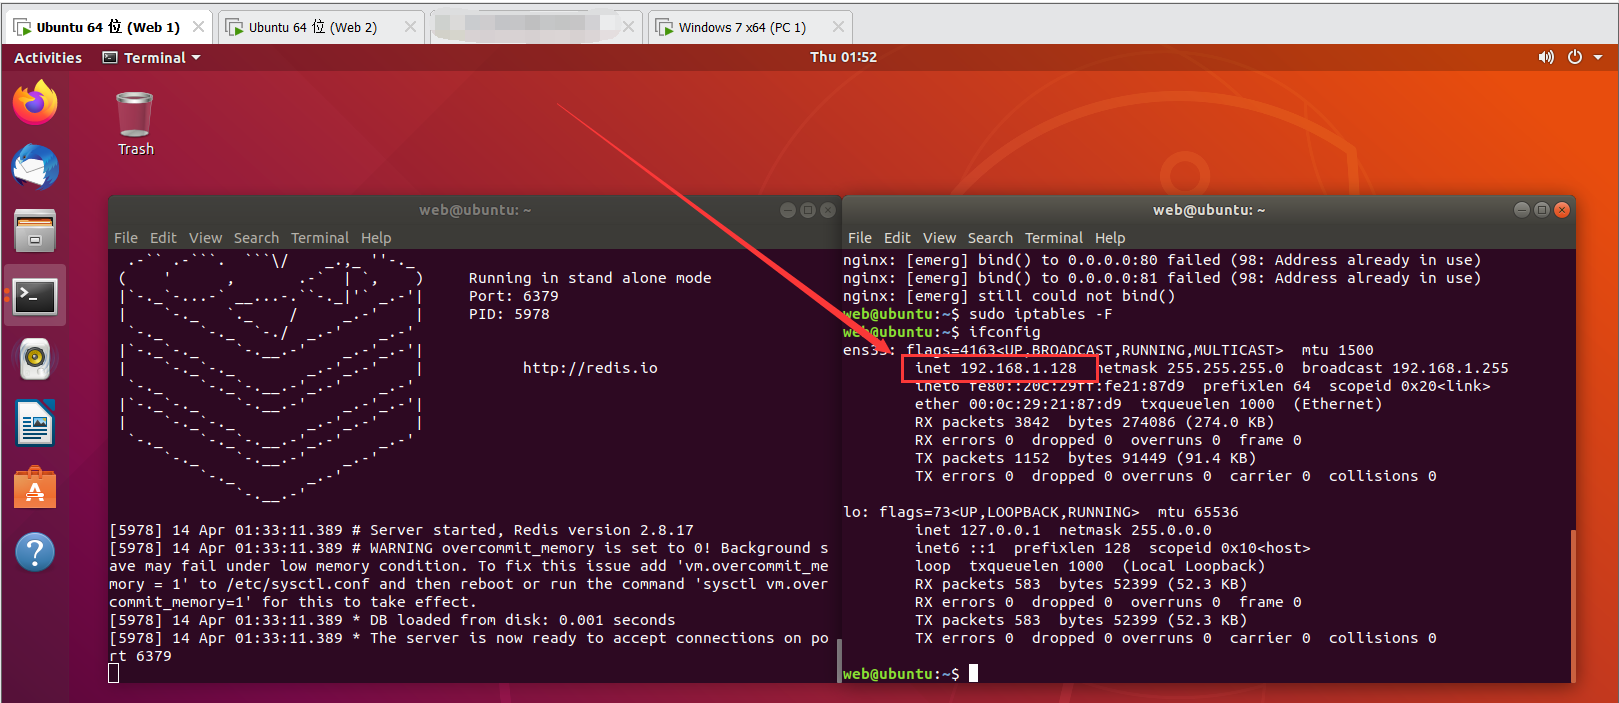 Ubuntu 64 位 (Web 1)
Ubuntu 64 位 (Web 2)
Windows 7 x64 (PC 1)
Activities
Terminal
Thu 01:52
Trash
web@ubuntu: ~
File Edit View Search Terminal Help
Running in stand alone mode
Port: 6379
PID: 5978
http://redis.io
[5978] 14 Apr 01:33:11.389 # Server started, Redis version 2.8.17
[5978] 14 Apr 01:33:11.389 # WARNING overcommit_memory is set to 0! Background s
ave may fail under low memory condition. To fix this issue add 'vm.overcommit_me
mory = 1' to /etc/sysctl.conf and then reboot or run the command 'sysctl vm.over
commit_memory=1' for this to take effect.
[5978] 14 Apr 01:33:11.389 * DB loaded from disk: 0.001 seconds
[5978] 14 Apr 01:33:11.389 * The server is now ready to accept connections on po
rt 6379
web@ubuntu: ~
File Edit View Search Terminal Help
nginx: [emerg] bind() to 0.0.0.0:80 failed (98: Address already in use)
nginx: [emerg] bind() to 0.0.0.0:81 failed (98: Address already in use)
nginx: [emerg] still could not bind()
web@ubuntu:~$ sudo iptables -F
web@ubuntu:~$ ifconfig
ens33: flags=4163<UP,BROADCAST,RUNNING,MULTICAST>  mtu 1500
inet 192.168.1.128  netmask 255.255.255.0  broadcast 192.168.1.255
inet6 fe80::20c:29ff:fe21:87d9  prefixlen 64  scopeid 0x20<link>
ether 00:0c:29:21:87:d9  txqueuelen 1000  (Ethernet)
RX packets 3842  bytes 274086 (274.0 KB)
RX errors 0  dropped 0  overruns 0  frame 0
TX packets 1152  bytes 91449 (91.4 KB)
TX errors 0  dropped 0 overruns 0  carrier 0  collisions 0
lo: flags=73<UP,LOOPBACK,RUNNING>  mtu 65536
inet 127.0.0.1  netmask 255.0.0.0
inet6 ::1  prefixlen 128  scopeid 0x10<host>
loop  txqueuelen 1000  (Local Loopback)
RX packets 583  bytes 52399 (52.3 KB)
RX errors 0  dropped 0  overruns 0  frame 0
TX packets 583  bytes 52399 (52.3 KB)
TX errors 0  dropped 0 overruns 0  carrier 0  collisions 0
web@ubuntu:~$